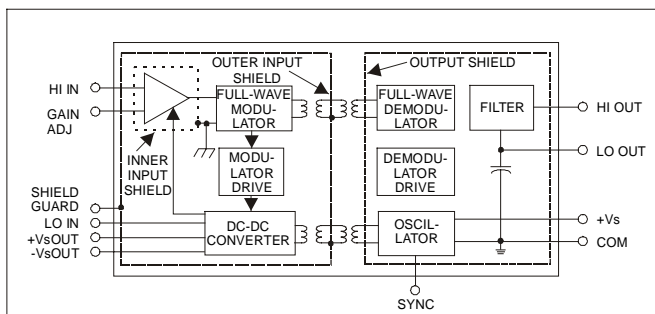 OUTER INPUT
SHIELD
OUTPUT SHIELD
HI IN
GAIN
ADJ
FULL-WAVE
MODU-
LATOR
FULL-WAVE
DEMODU-
LATOR
FILTER
HI OUT
LO OUT
INNER
INPUT
SHIELD
MODU-
LATOR
DRIVE
DEMODU-
LATOR
DRIVE
SHIELD
GUARD
LO IN
+VsOUT
-VsOUT
DC-DC
CONVERTER
OSCIL-
LATOR
+Vs
COM
SYNC